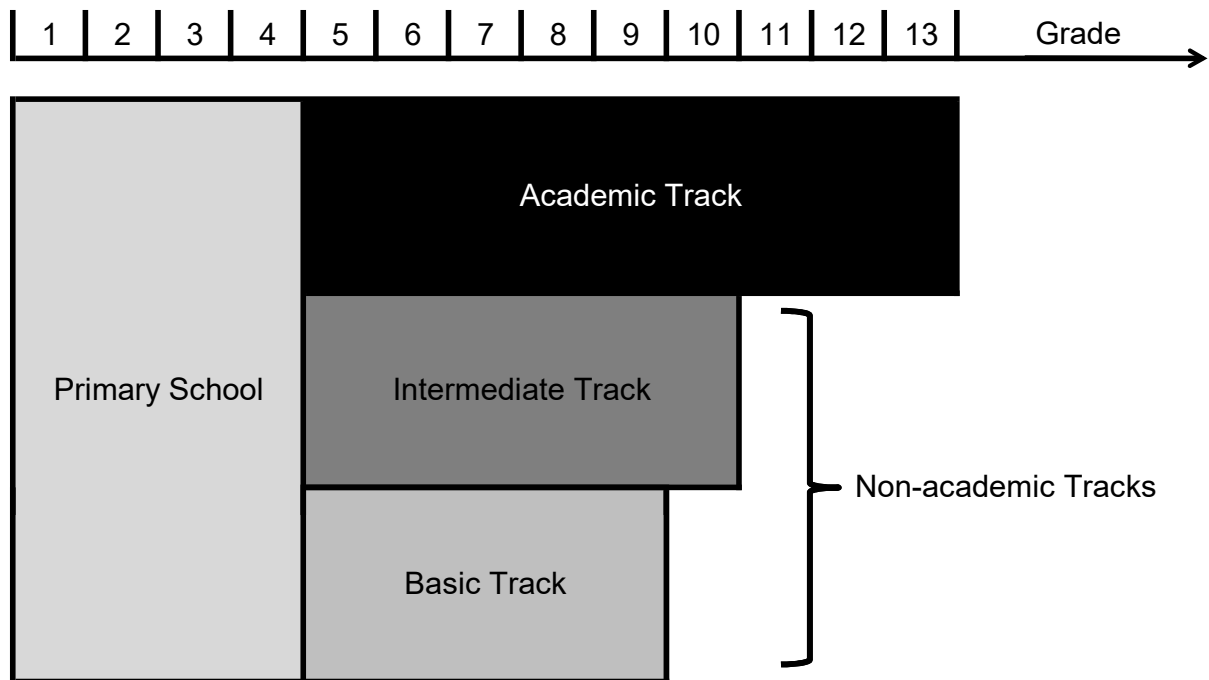 1 2 3 4 5 6 7 8 9 10 11 12 13 Grade
Academic Track
Primary School
Intermediate Track
Non-academic Tracks
Basic Track